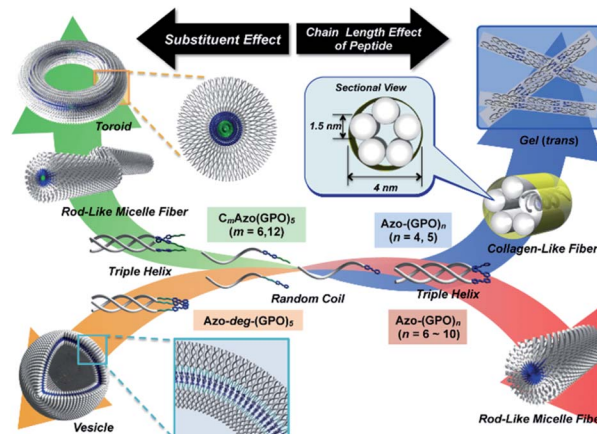 Substituent Effect
Chain Length Effect
of Peptide
Sectional View
1.5 nm
4 nm
Toroid
Gel (trans)
Rod-Like Micelle Fiber
CmAzo(GPO)5
(m = 6,12)
Azo-(GPO)n
(n = 4, 5)
Collagen-Like Fiber
Triple Helix
Random Coil
Triple Helix
Azo-deg-(GPO)5
Azo-(GPO)n
(n = 6 ~ 10)
Vesicle
Rod-Like Micelle Fiber